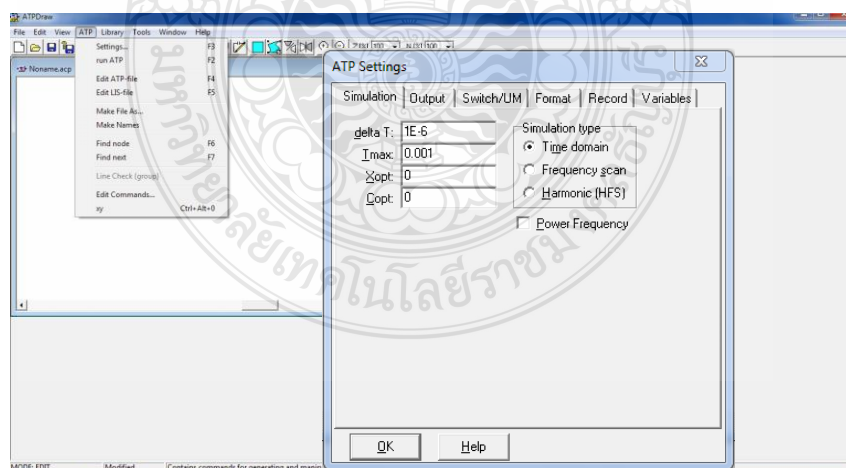 ATPDraw
File Edit View ATP Library Tools Window Help
Noname.acp
Settings... F3
run ATP F2
Edit ATP-file F4
Edit LIS-file F5
Make File As...
Make Names
Find node F6
Find next F7
Line Check (group)
Edit Commands...
xy Ctrl+Alt+0
ATP Settings
Simulation Output Switch/UM Format Record Variables
delta T: 1E-6
Tmax: 0.001
Xopt: 0
Copt: 0
Simulation type
Time domain
Frequency scan
Harmonic (HFS)
Power Frequency
OK Help
MODE: EDIT Modified Contains commands for generating and